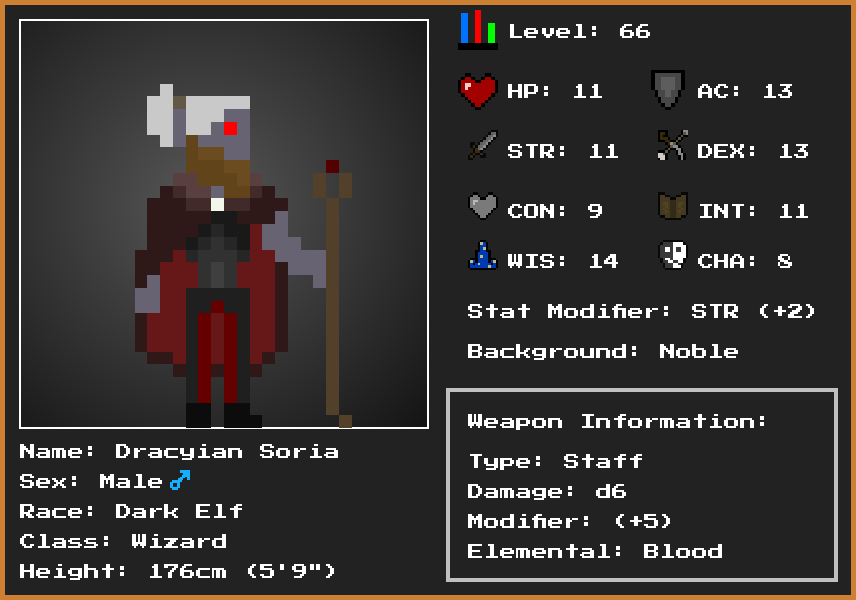 Level: 66
HP: 11 AC: 13
STR: 11 DEX: 13
CON: 9 INT: 11
WIS: 14 CHA: 8
Stat Modifier: STR (+2)
Background: Noble
Weapon Information:
Type: Staff
Damage: d6
Modifier: (+5)
Elemental: Blood
Name: Dracyian Soria
Sex: Male♂
Race: Dark Elf
Class: Wizard
Height: 176cm (5'9")